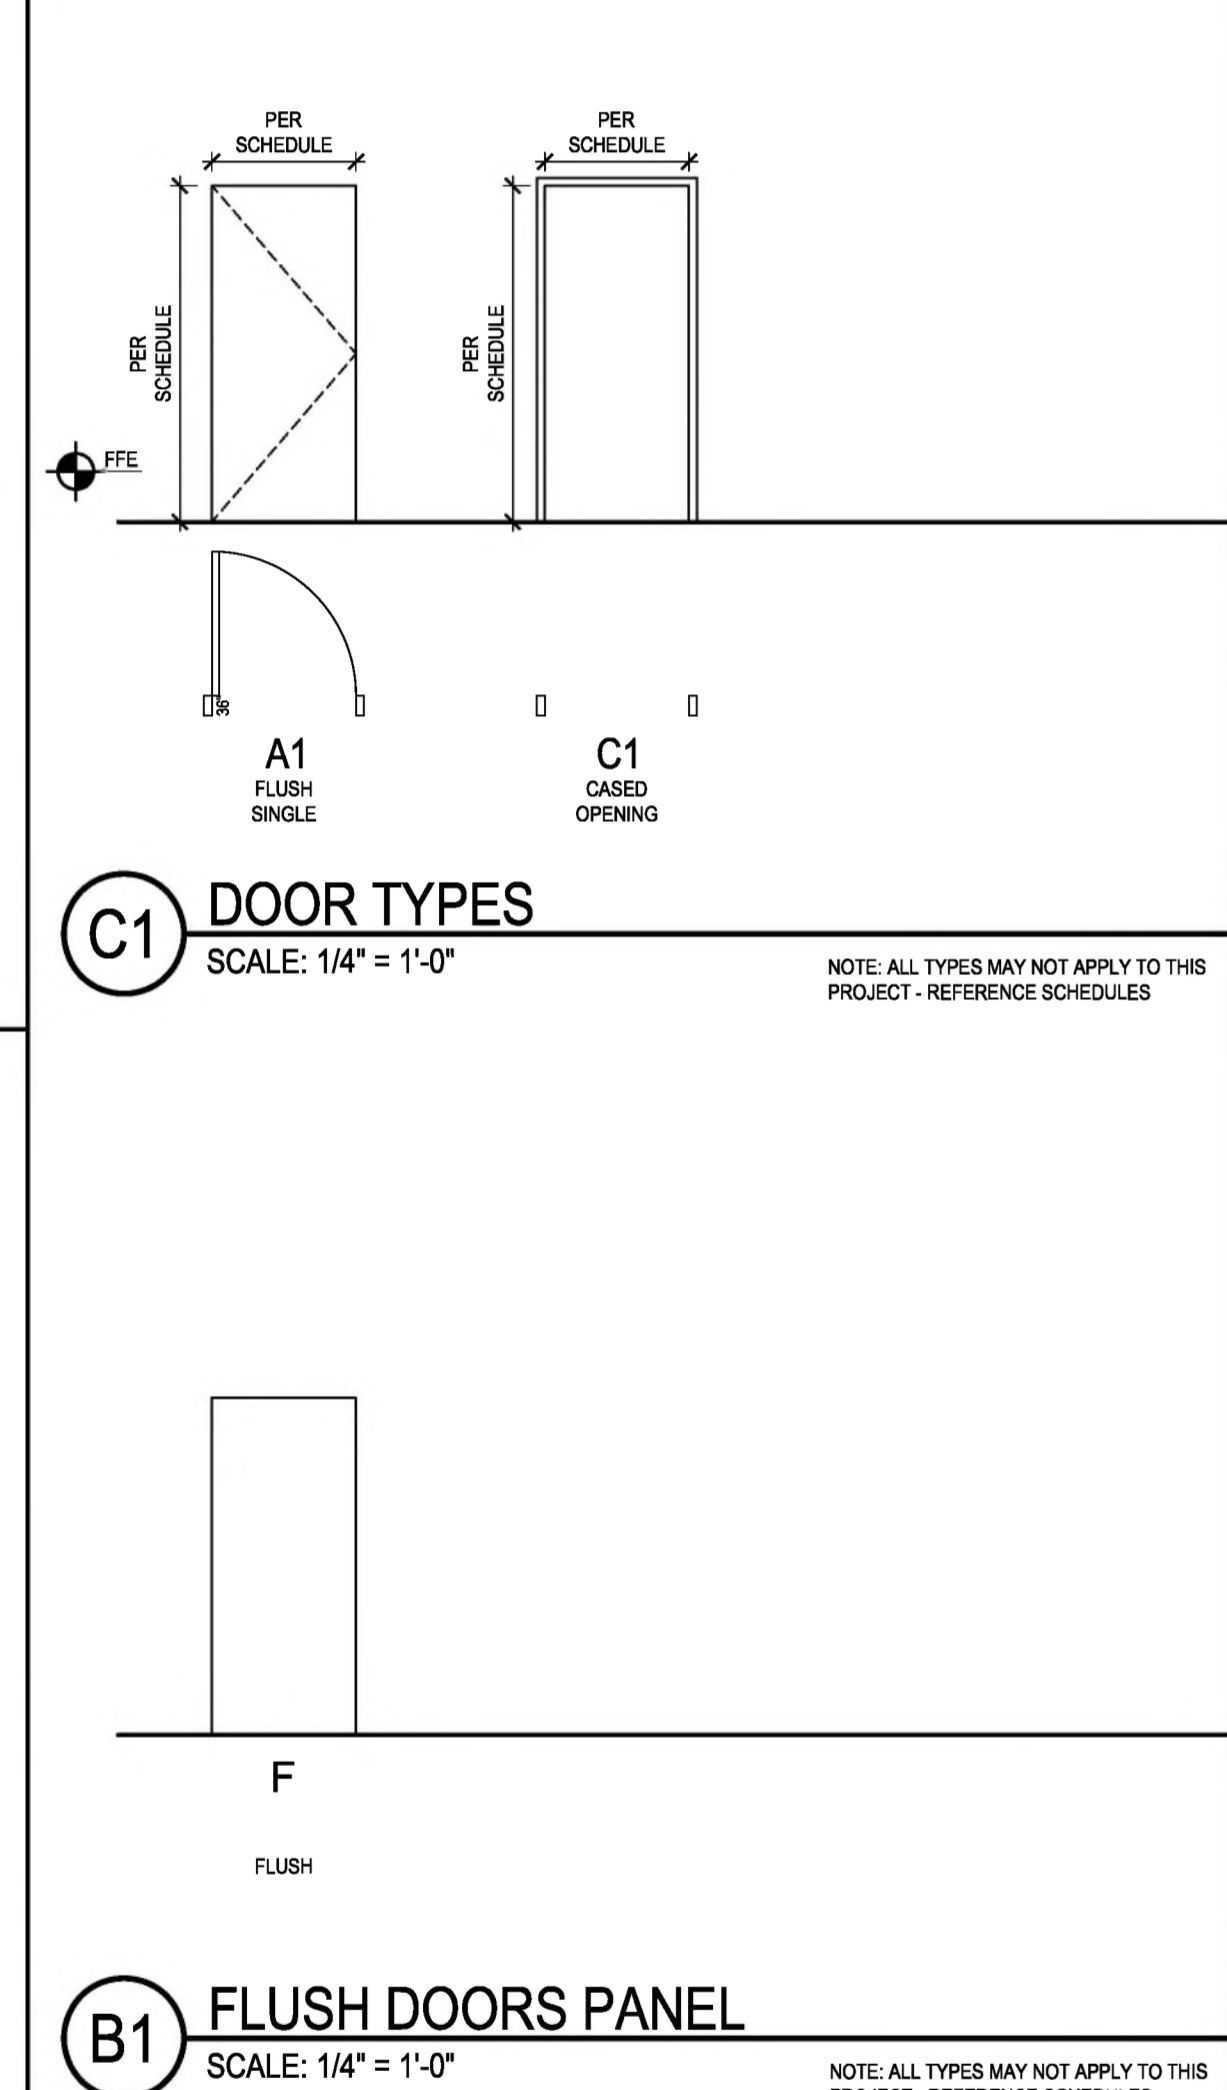 PER
SCHEDULE
PER
SCHEDULE
PER
SCHEDULE
PER
SCHEDULE
FFE
36"
A1
FLUSH
SINGLE
C1
CASED
OPENING
C1
DOOR TYPES
SCALE: 1/4" = 1'-0"
NOTE: ALL TYPES MAY NOT APPLY TO THIS
PROJECT - REFERENCE SCHEDULES
F
FLUSH
B1
FLUSH DOORS PANEL
SCALE: 1/4" = 1'-0"
NOTE: ALL TYPES MAY NOT APPLY TO THIS